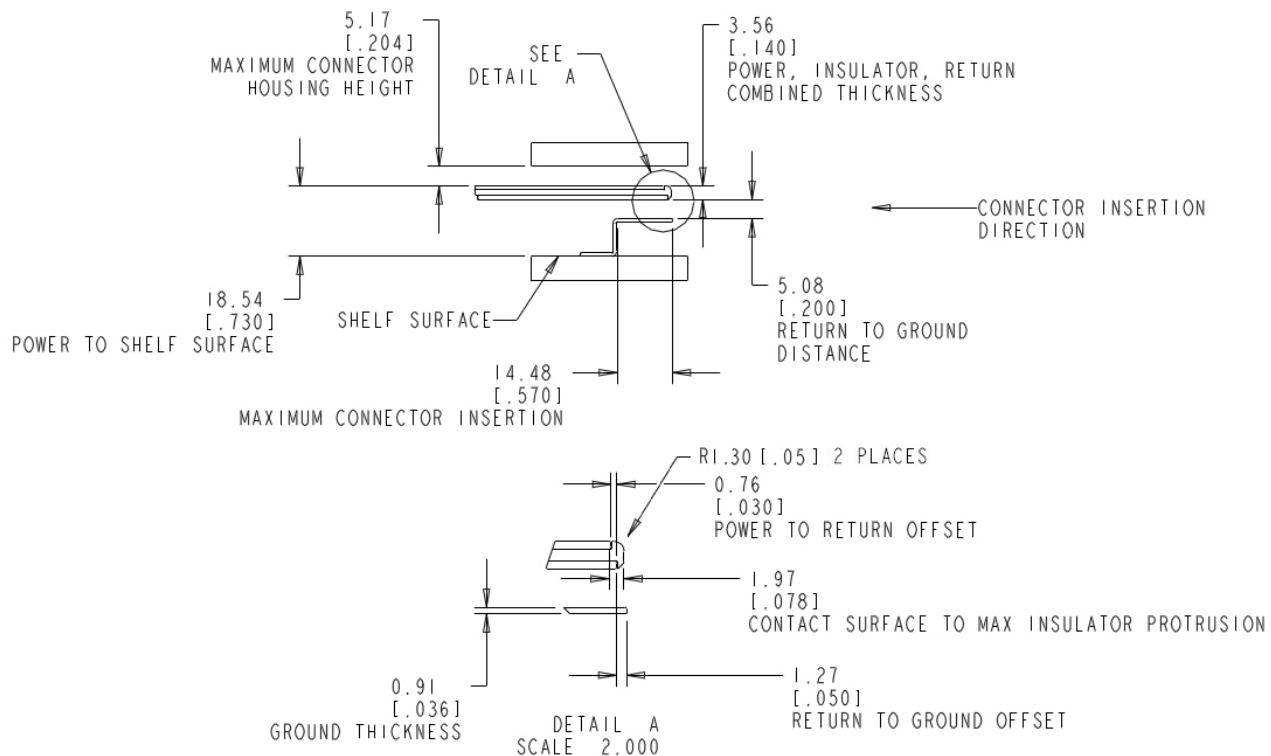 5.17
[.204]
MAXIMUM CONNECTOR
HOUSING HEIGHT
SEE
DETAIL A
3.56
[.140]
POWER, INSULATOR, RETURN
COMBINED THICKNESS
CONNECTOR INSERTION
DIRECTION
18.54
[.730]
POWER TO SHELF SURFACE
SHELF SURFACE
5.08
[.200]
RETURN TO GROUND
DISTANCE
14.48
[.570]
MAXIMUM CONNECTOR INSERTION
R1.30 [.05] 2 PLACES
0.76
[.030]
POWER TO RETURN OFFSET
1.97
[.078]
CONTACT SURFACE TO MAX INSULATOR PROTRUSION
0.91
[.036]
GROUND THICKNESS
1.27
[.050]
RETURN TO GROUND OFFSET
DETAIL A
SCALE 2.000